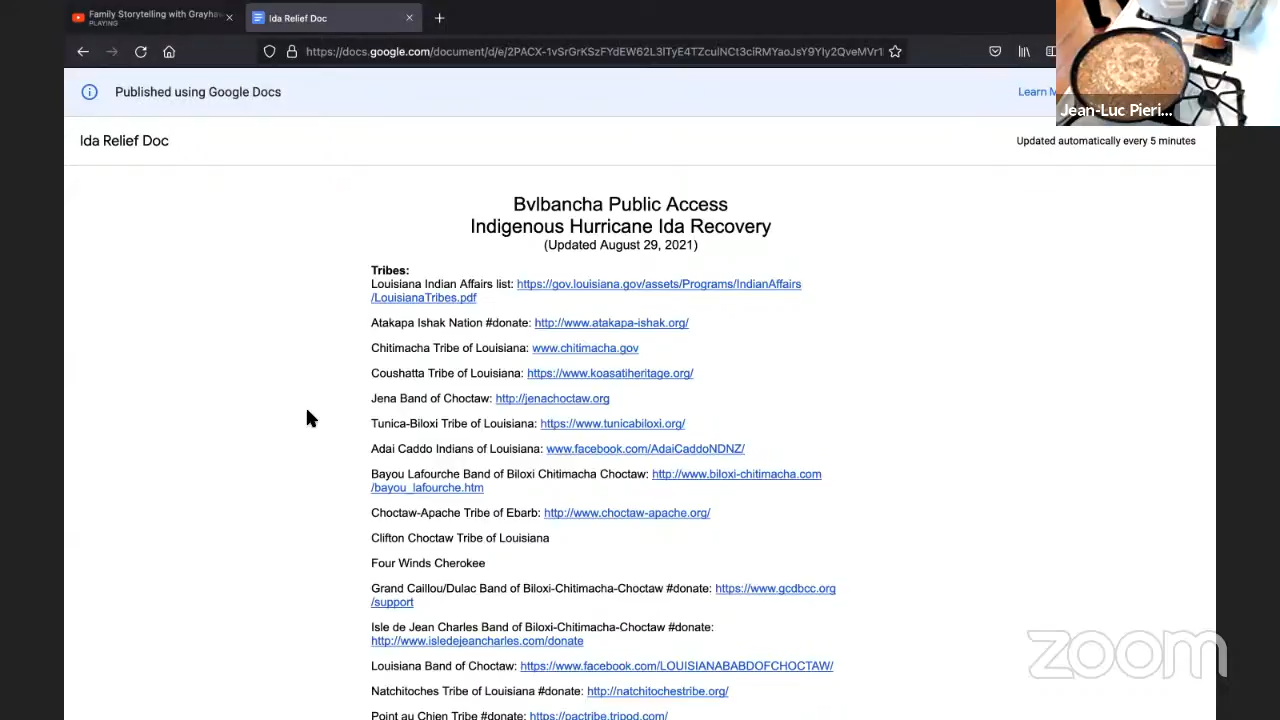 Family Storytelling with Grayhaw
PLAYING
Ida Relief Doc
https://docs.google.com/document/d/e/2PACX-1vSrGrKSzFYdEW62L3ITyE4TZcuINCt3ciRMYaoJsY9YIy2QveMVr1
Published using Google Docs
Learn M
Jean-Luc Pieri...
Ida Relief Doc
Updated automatically every 5 minutes
Bvlbancha Public Access
Indigenous Hurricane Ida Recovery
(Updated August 29, 2021)
Tribes:
Louisiana Indian Affairs list: https://gov.louisiana.gov/assets/Programs/IndianAffairs
/LouisianaTribes.pdf
Atakapa Ishak Nation #donate: http://www.atakapa-ishak.org/
Chitimacha Tribe of Louisiana: www.chitimacha.gov
Coushatta Tribe of Louisiana: https://www.koasatiheritage.org/
Jena Band of Choctaw: http://jenachoctaw.org
Tunica-Biloxi Tribe of Louisiana: https://www.tunicabiloxi.org/
Adai Caddo Indians of Louisiana: www.facebook.com/AdaiCaddoNDNZ/
Bayou Lafourche Band of Biloxi Chitimacha Choctaw: http://www.biloxi-chitimacha.com
/bayou_lafourche.htm
Choctaw-Apache Tribe of Ebarb: http://www.choctaw-apache.org/
Clifton Choctaw Tribe of Louisiana
Four Winds Cherokee
Grand Caillou/Dulac Band of Biloxi-Chitimacha-Choctaw #donate: https://www.gcdbcc.org
/support
Isle de Jean Charles Band of Biloxi-Chitimacha-Choctaw #donate:
http://www.isledejeancharles.com/donate
Louisiana Band of Choctaw: https://www.facebook.com/LOUISIANABABDOFCHOCTAW/
Natchitoches Tribe of Louisiana #donate: http://natchitochestribe.org/
Point au Chien Tribe #donate: https://pactribe.tripod.com/
zoom